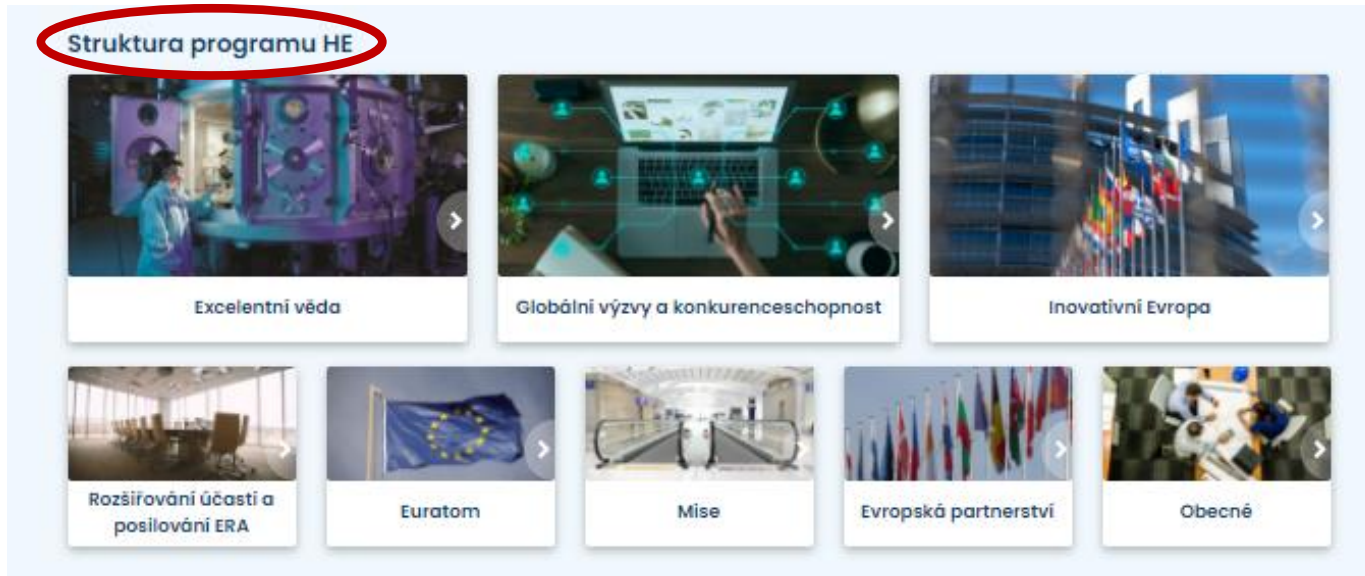 Struktura programu HE
Excelentní věda
Globální výzvy a konkurenceschopnost
Inovativní Evropa
Rozšiřování účasti a
posilování ERA
Euratom
Mise
Evropská partnerství
Obecné